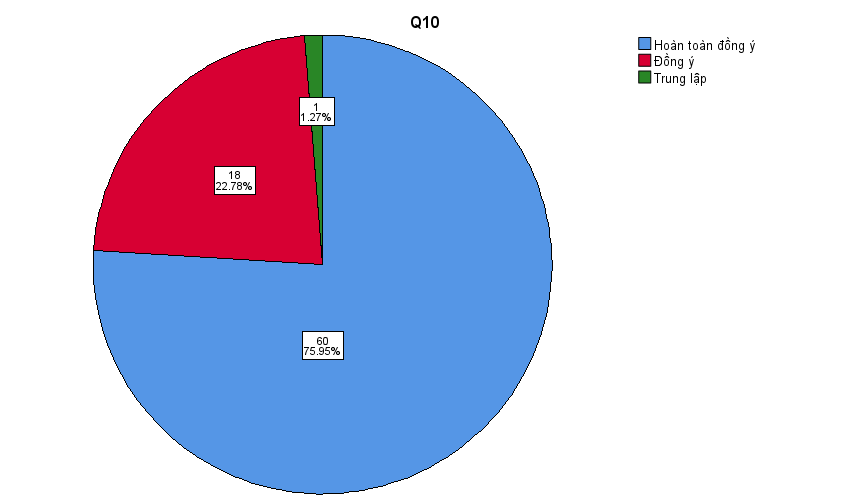 Q10
Hoàn toàn đồng ý
Đồng ý
Trung lập
1
1.27%
18
22.78%
60
75.95%